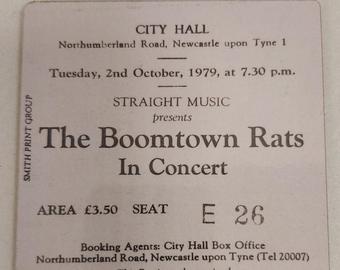 CITY HALL
Northumberland Road, Newcastle upon Tyne 1
Tuesday, 2nd October, 1979, at 7.30 p.m.
STRAIGHT MUSIC
presents
The Boomtown Rats
In Concert
AREA £3.50 SEAT E 26
Booking Agents: City Hall Box Office
Northumberland Road, Newcastle upon Tyne (Tel 20007)
SMITH PRINT GROUP